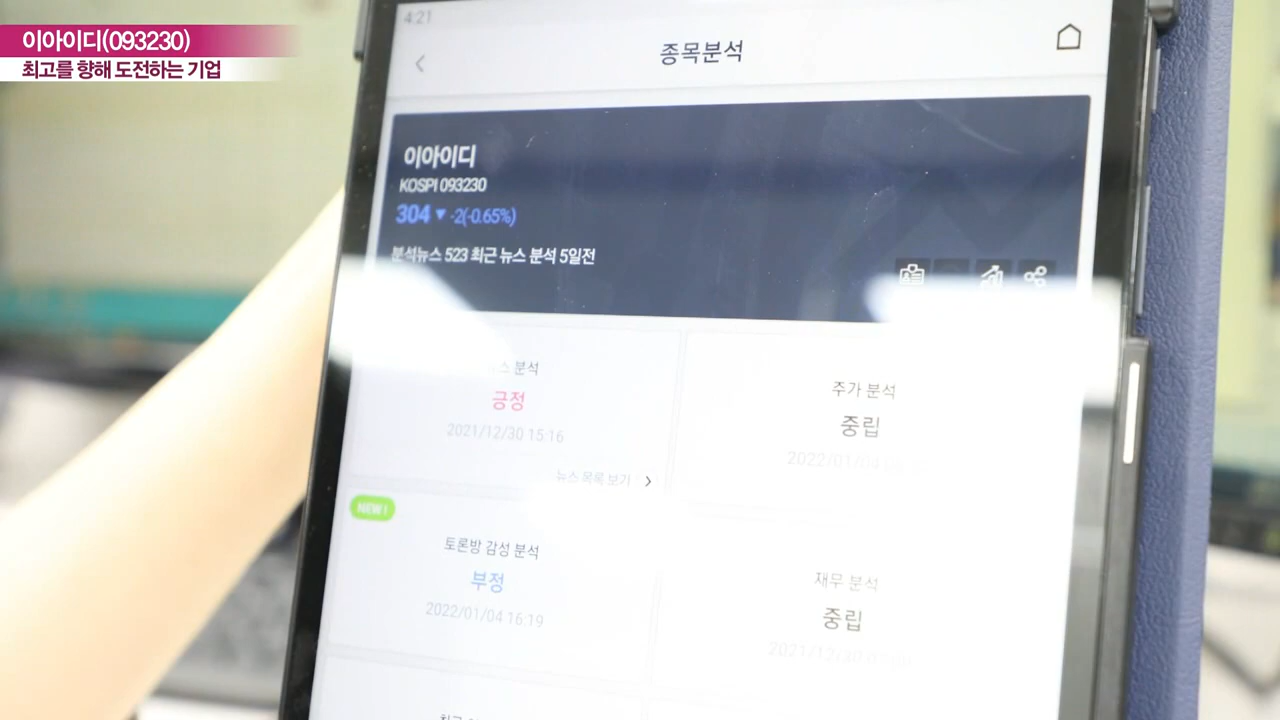 이아이디(093230)
최고를 향해 도전하는 기업
4:21
종목분석
이아이디
KOSPI 093230
304 ▼ -2(-0.65%)
분석뉴스 523 최근 뉴스 분석 5일전
분석
긍정
2021/12/30 15:16
뉴스 목록 보기 >
주가 분석
중립
2022/01/04
NEW!
토론방 감성 분석
부정
2022/01/04 16:19
재무 분석
중립